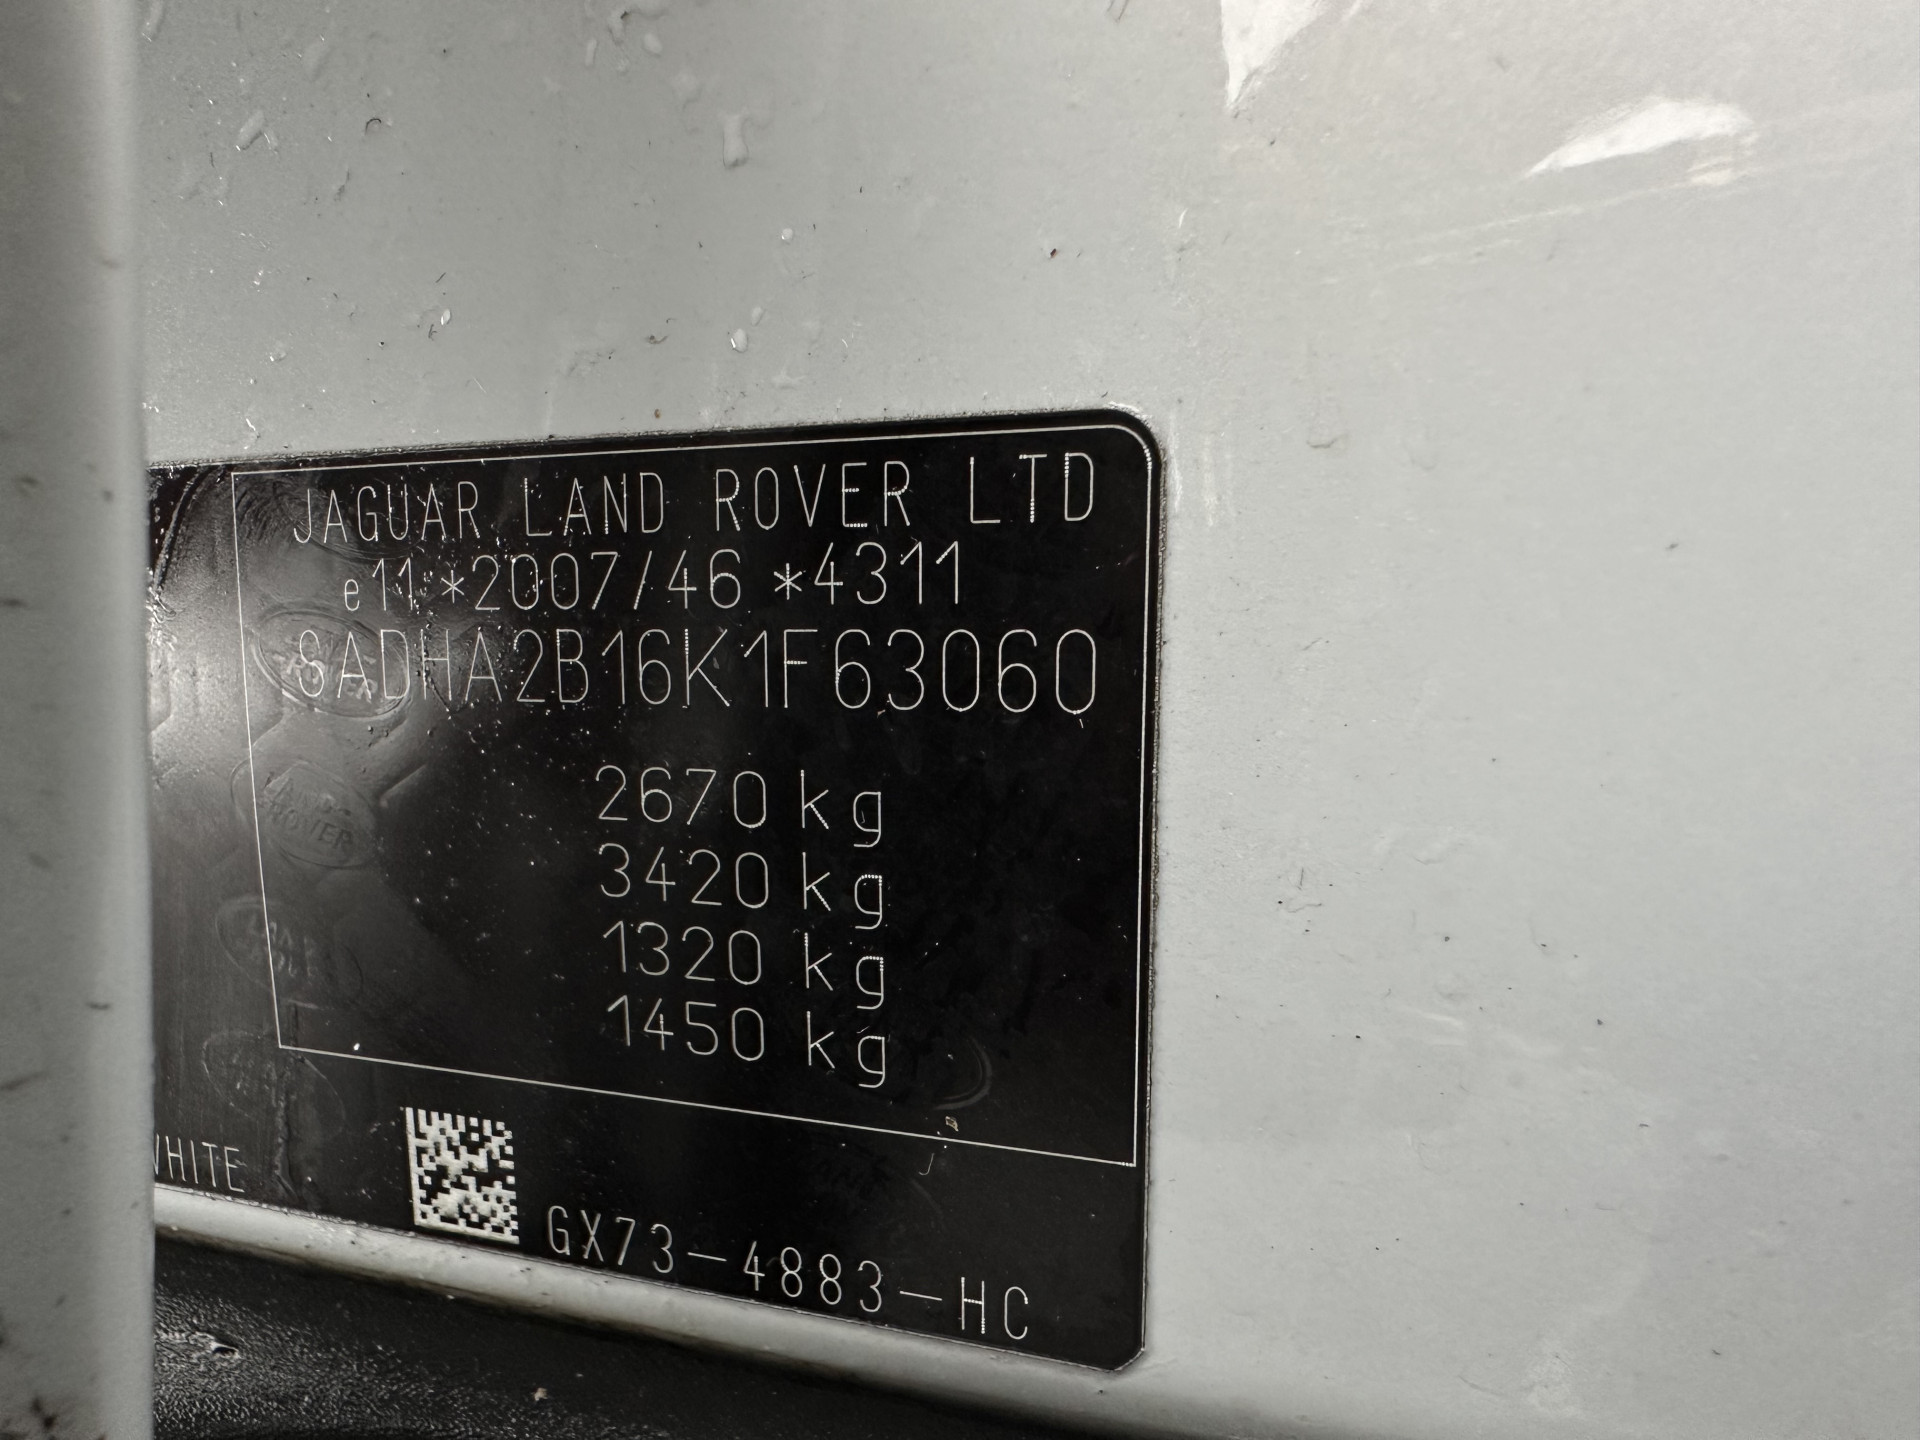 JAGUAR LAND ROVER LTD
e11*2007/46*4311
SADHA2B16K1F63060
2670 kg
3420 kg
1320 kg
1450 kg
WHITE
GX73-4883-HC